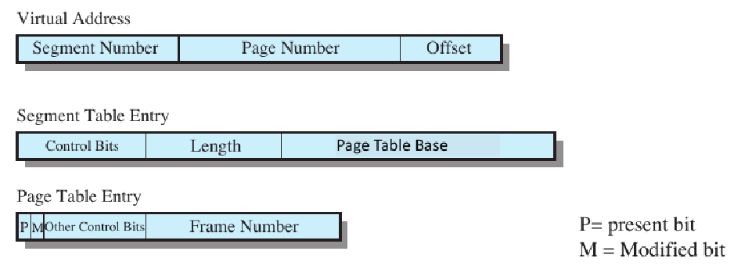 Virtual Address
Segment Number Page Number Offset
Segment Table Entry
Control Bits Length Page Table Base
Page Table Entry
P M Other Control Bits Frame Number
P= present bit
M = Modified bit